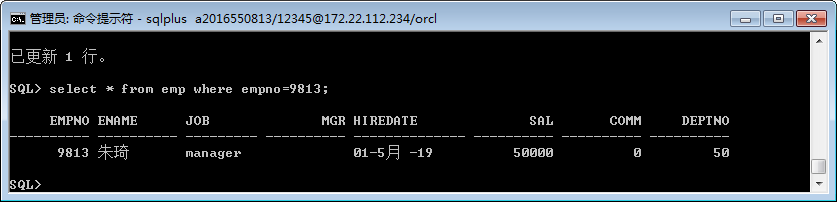 管理员: 命令提示符 - sqlplus  a2016550813/12345@172.22.112.234/orcl
已更新 1 行。
SQL> select * from emp where empno=9813;
     EMPNO ENAME      JOB              MGR HIREDATE              SAL       COMM     DEPTNO
---------- ---------- --------- ---------- -------------- ---------- ---------- ----------
      9813 朱琦       manager              01-5月 -19          50000          0         50
SQL>